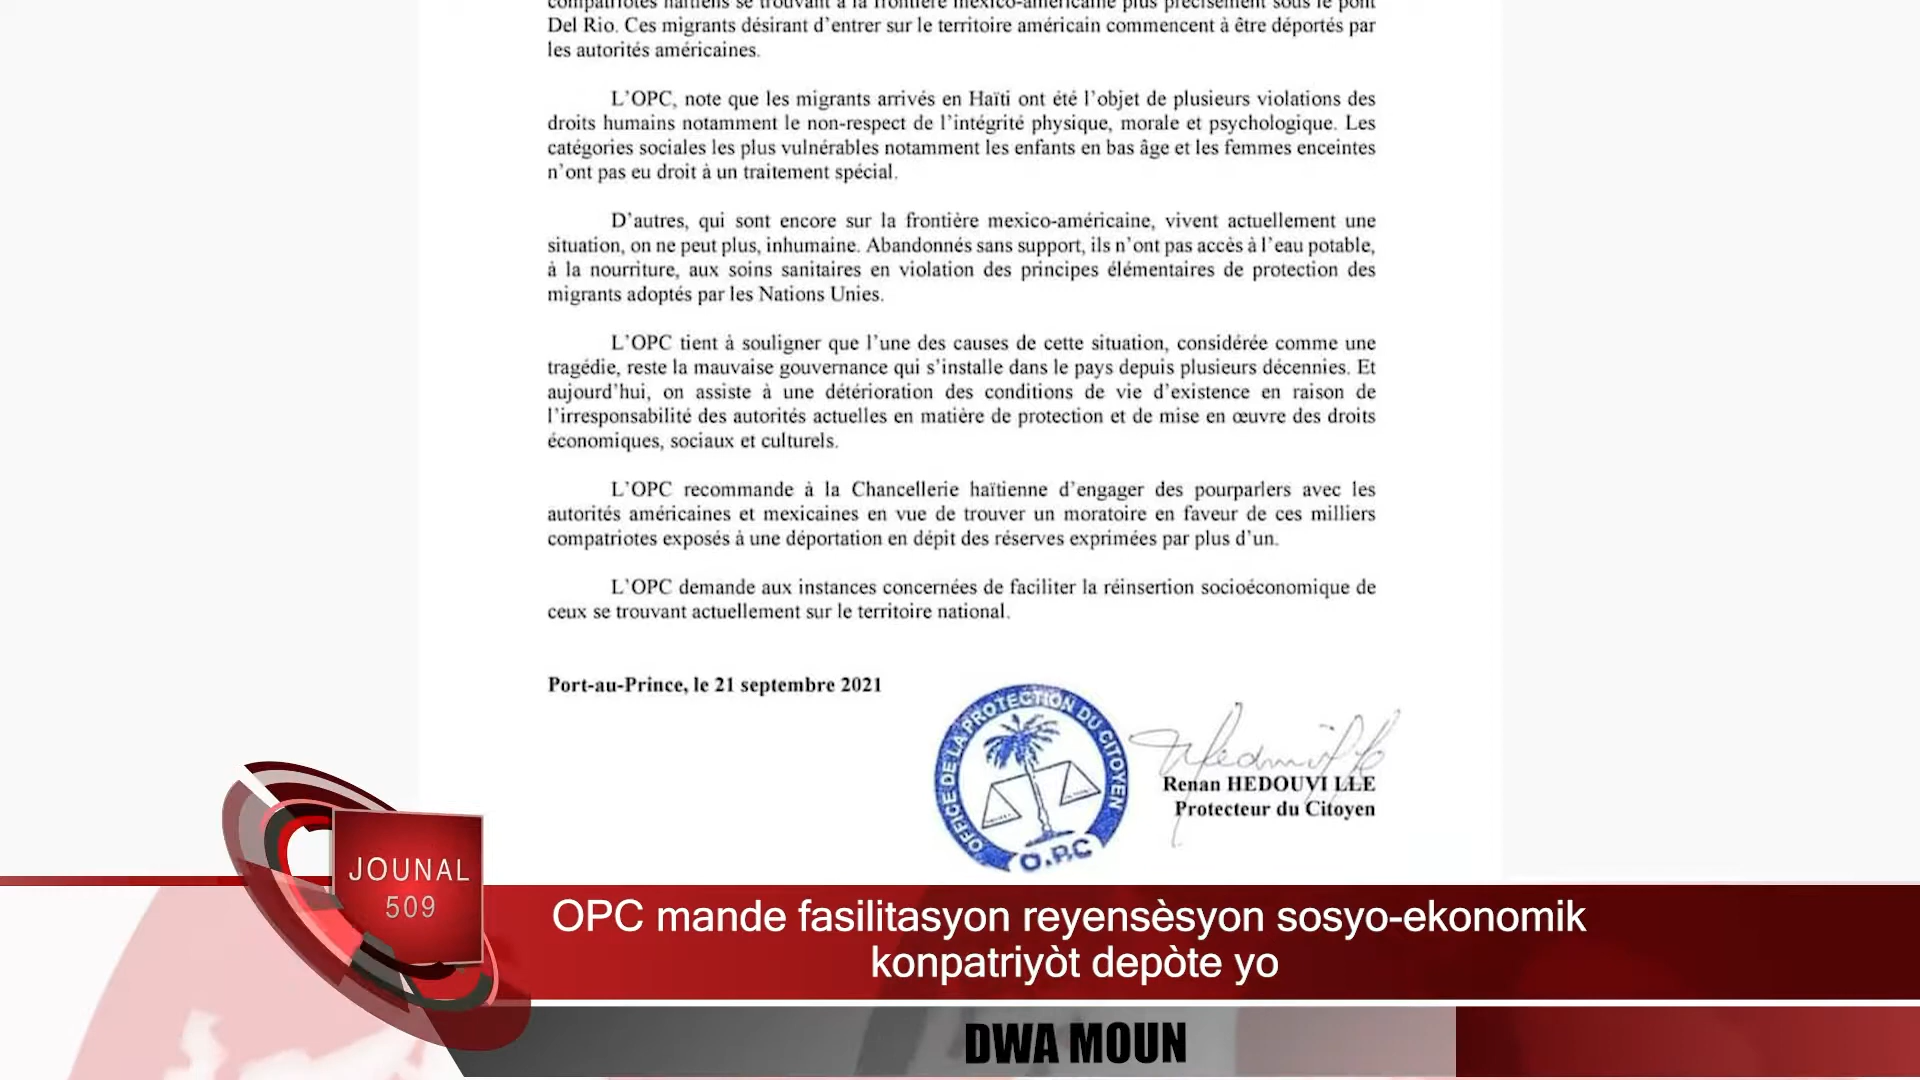 compatriotes haïtiens se trouvant à la frontière mexico-américaine plus précisément sous le pont
Del Rio. Ces migrants désirant d’entrer sur le territoire américain commencent à être déportés par
les autorités américaines.
L’OPC, note que les migrants arrivés en Haïti ont été l’objet de plusieurs violations des
droits humains notamment le non-respect de l’intégrité physique, morale et psychologique. Les
catégories sociales les plus vulnérables notamment les enfants en bas âge et les femmes enceintes
n’ont pas eu droit à un traitement spécial.
D’autres, qui sont encore sur la frontière mexico-américaine, vivent actuellement une
situation, on ne peut plus, inhumaine. Abandonnés sans support, ils n’ont pas accès à l’eau potable,
à la nourriture, aux soins sanitaires en violation des principes élémentaires de protection des
migrants adoptés par les Nations Unies.
L’OPC tient à souligner que l’une des causes de cette situation, considérée comme une
tragédie, reste la mauvaise gouvernance qui s’installe dans le pays depuis plusieurs décennies. Et
aujourd’hui, on assiste à une détérioration des conditions de vie d’existence en raison de
l’irresponsabilité des autorités actuelles en matière de protection et de mise en œuvre des droits
économiques, sociaux et culturels.
L’OPC recommande à la Chancellerie haïtienne d’engager des pourparlers avec les
autorités américaines et mexicaines en vue de trouver un moratoire en faveur de ces milliers
compatriotes exposés à une déportation en dépit des réserves exprimées par plus d’un.
L’OPC demande aux instances concernées de faciliter la réinsertion socioéconomique de
ceux se trouvant actuellement sur le territoire national.
Port-au-Prince, le 21 septembre 2021
OFFICE DE LA PROTECTION DU CITOYEN
O.P.C
Renan HEDOUVI LLE
Protecteur du Citoyen
JOUNAL
509
OPC mande fasilitasyon reyensèsyon sosyo-ekonomik
konpatriyòt depòte yo
DWA MOUN